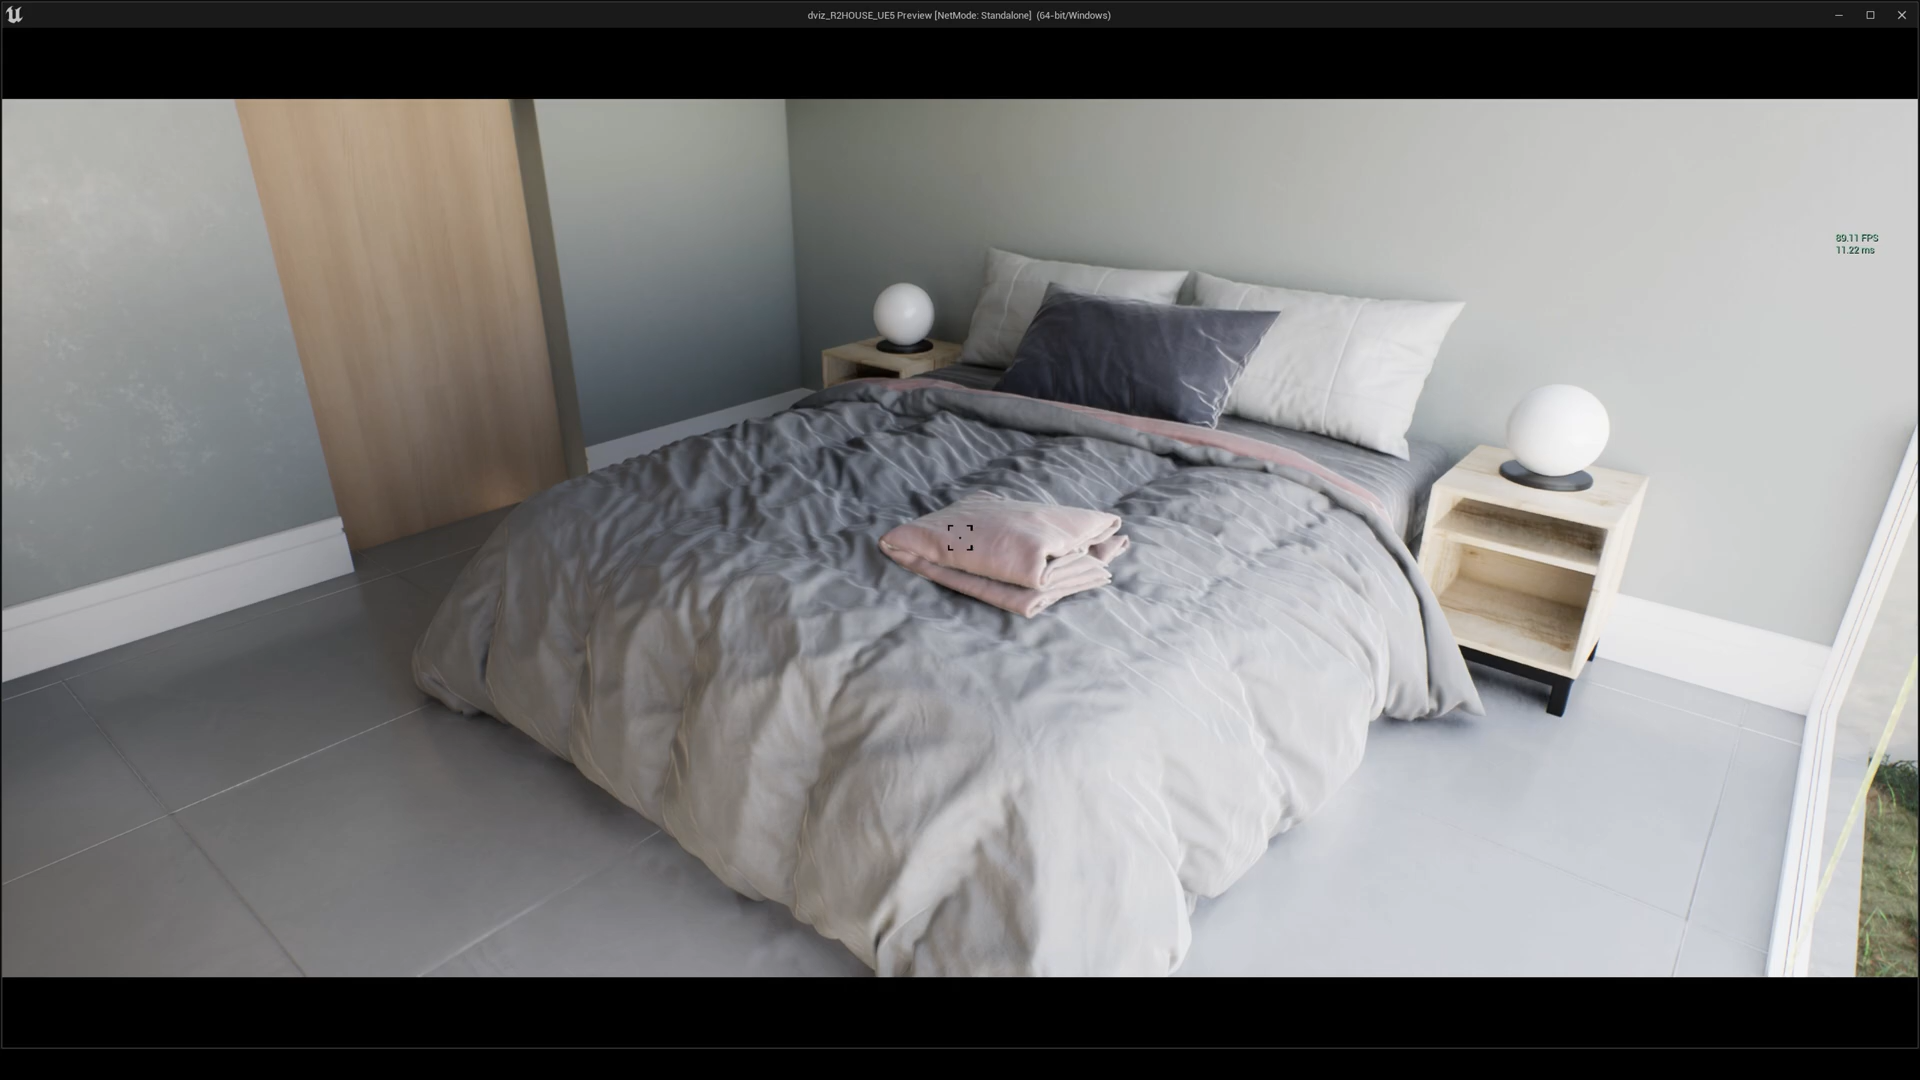 dviz_R2HOUSE_UE5 Preview [NetMode: Standalone] (64-bit/Windows)
89.11 FPS
11.22 ms